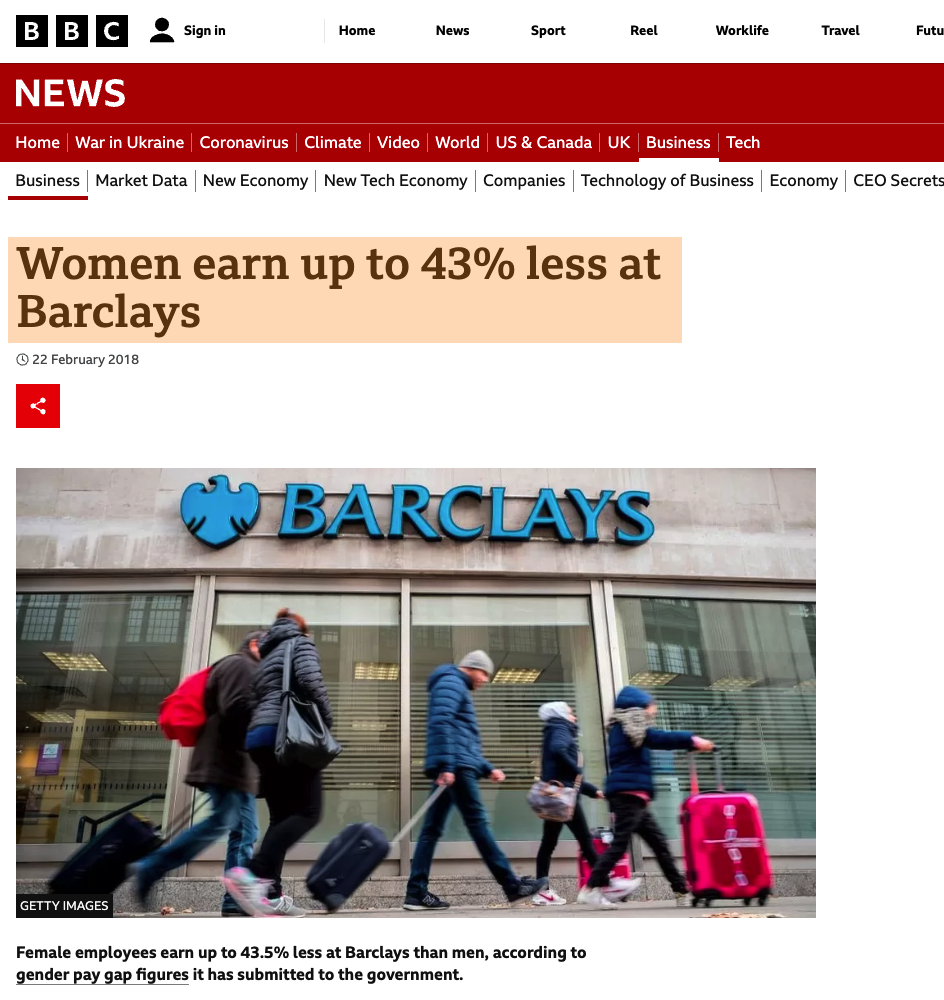 BBC Sign in Home News Sport Reel Worklife Travel Futu
NEWS
Home War in Ukraine Coronavirus Climate Video World US & Canada UK Business Tech
Business Market Data New Economy New Tech Economy Companies Technology of Business Economy CEO Secrets
Women earn up to 43% less at
Barclays
22 February 2018
BARCLAYS
GETTY IMAGES
Female employees earn up to 43.5% less at Barclays than men, according to
gender pay gap figures it has submitted to the government.